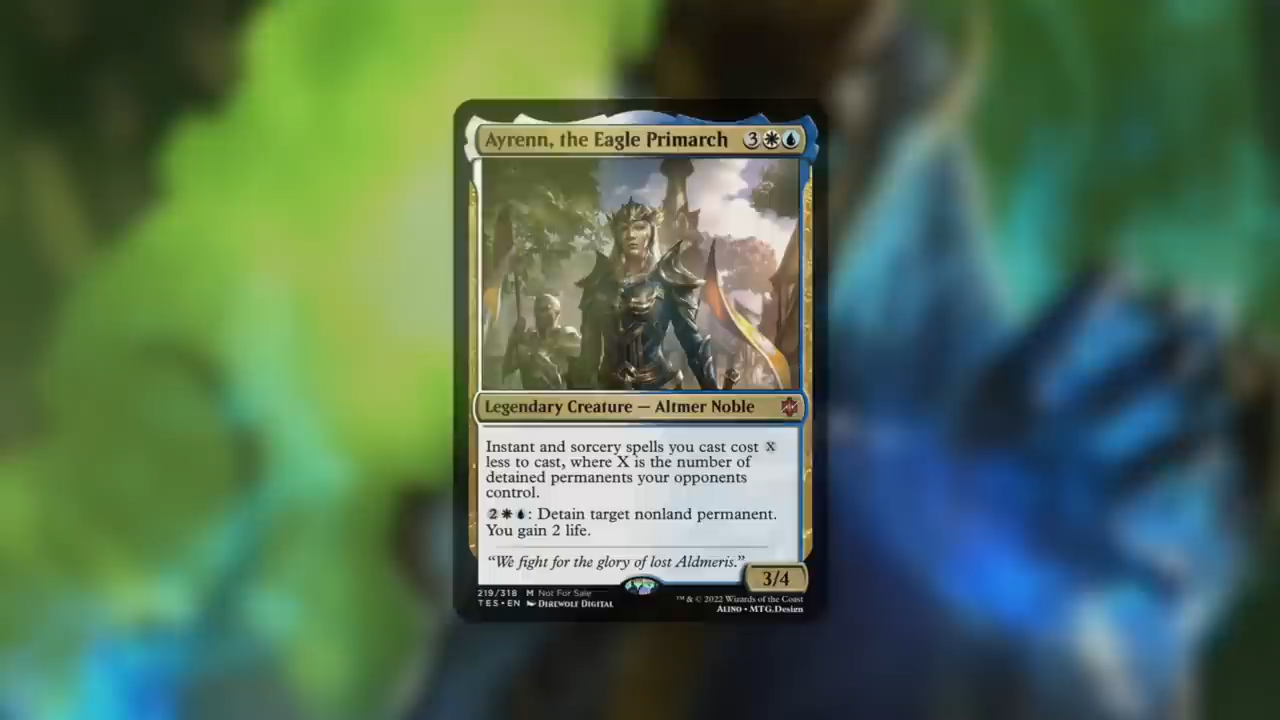 Ayrenn, the Eagle Primarch 3
Legendary Creature — Altmer Noble
Instant and sorcery spells you cast cost X
less to cast, where X is the number of
detained permanents your opponents
control.
2 : Detain target nonland permanent.
You gain 2 life.
“We fight for the glory of lost Aldmeris.”
3/4
219/318 M Not For Sale
TES • EN Direwolf Digital
™ & © 2022 Wizards of the Coast
Alino • MTG.Design